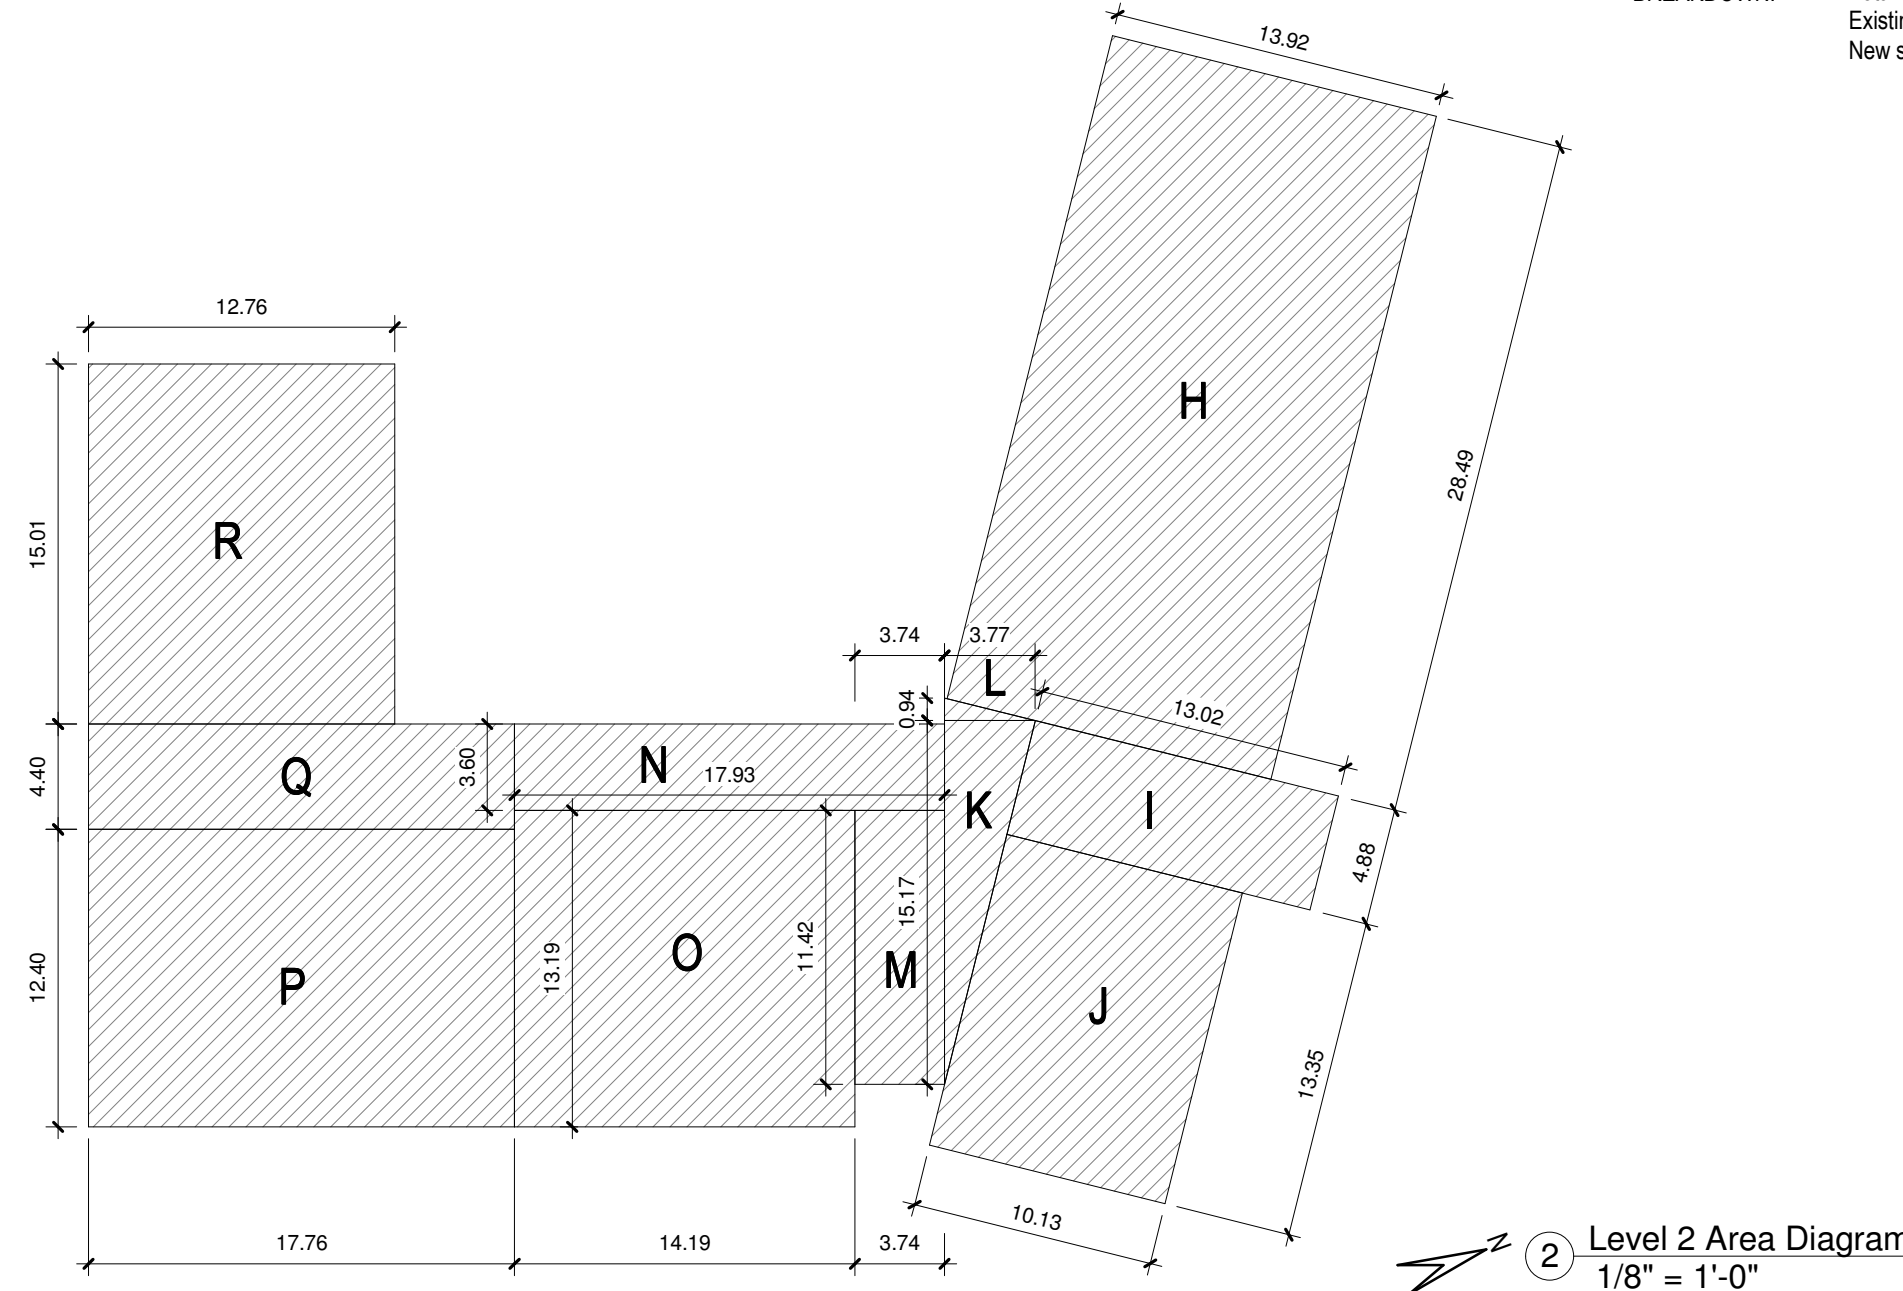 Existin
New s
13.92
12.76
28.49
H
15.01
R
3.74
3.77
L
0.94
13.02
N
17.93
3.60
Q
4.40
K
I
4.88
15.17
11.42
13.19
O
M
P
12.40
J
13.35
10.13
17.76
14.19
3.74
N
2
Level 2 Area Diagram
1/8" = 1'-0"